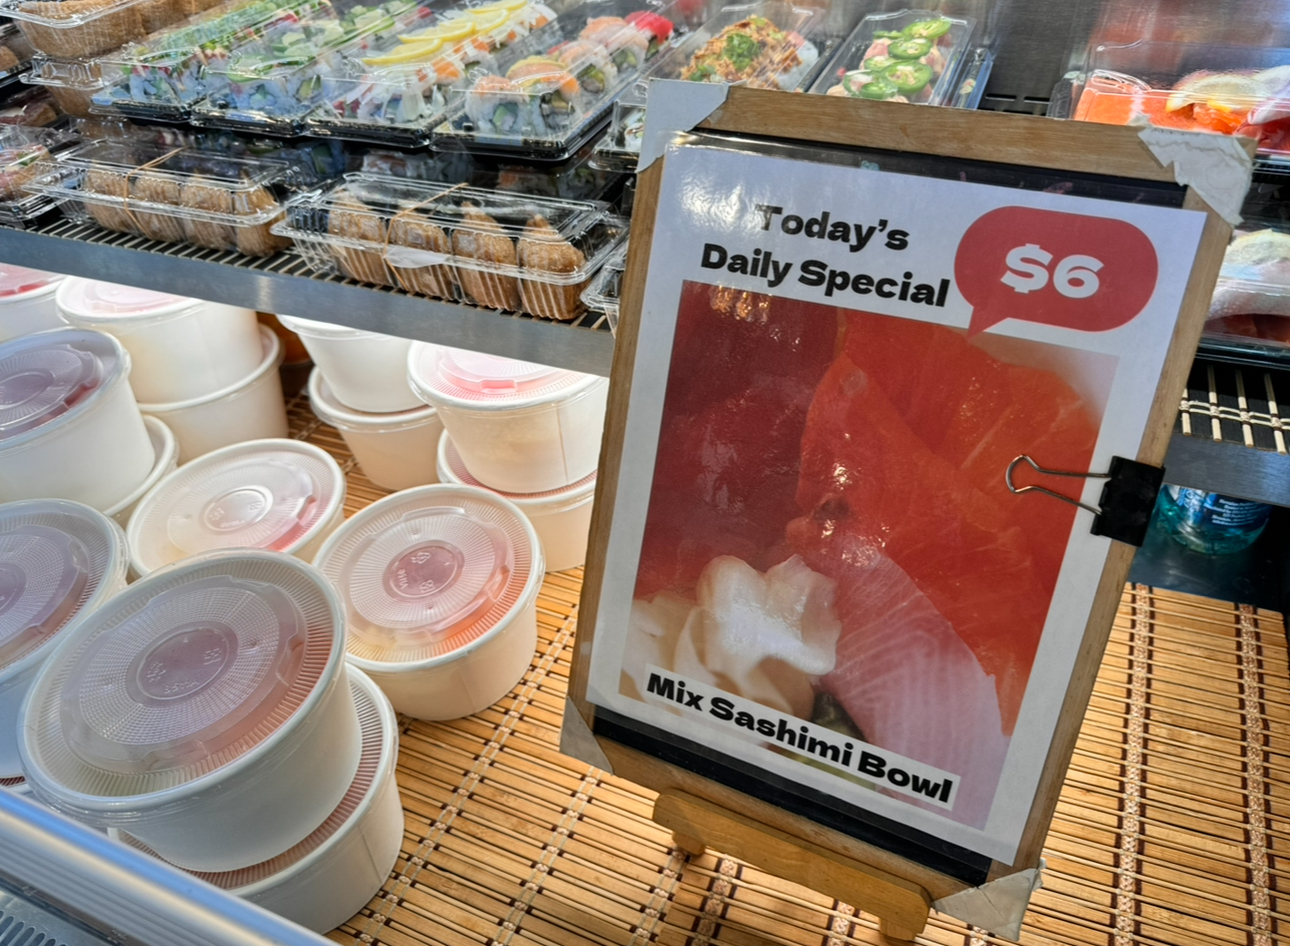 Today's
Daily Special
$6
Mix Sashimi Bowl